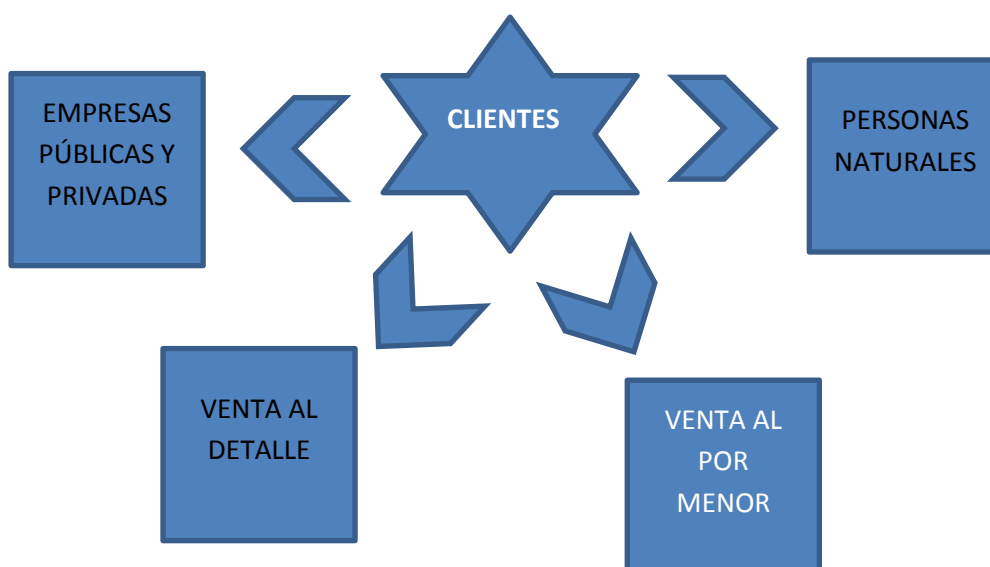 CLIENTES
EMPRESAS
PÚBLICAS Y
PRIVADAS
PERSONAS
NATURALES
VENTA AL
DETALLE
VENTA AL
POR
MENOR